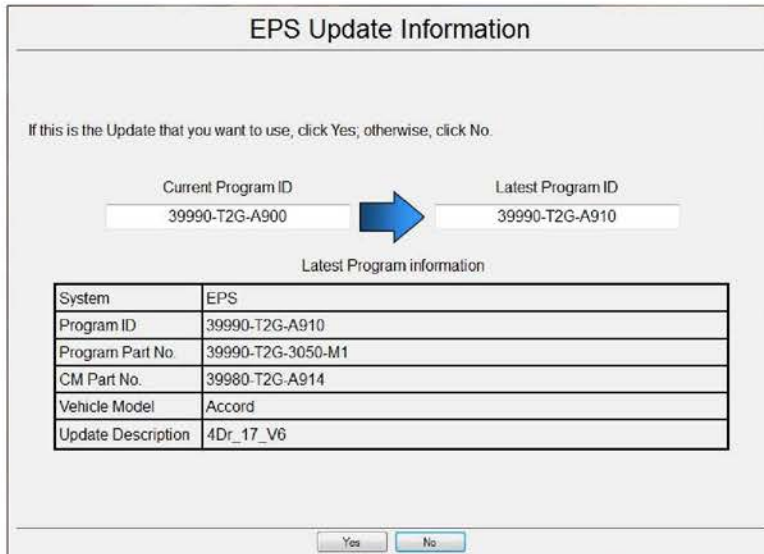 EPS Update Information
If this is the Update that you want to use, click Yes; otherwise, click No.
Current Program ID
Latest Program ID
39990-T2G-A900
39990-T2G-A910
Latest Program information
System EPS
Program ID 39990-T2G-A910
Program Part No. 39990-T2G-3050-M1
CM Part No. 39980-T2G-A914
Vehicle Model Accord
Update Description 4Dr_17_V6
Yes No